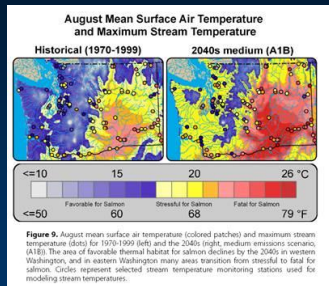 August Mean Surface Air Temperature
and Maximum Stream Temperature
Historical (1970-1999) 2040s medium (A1B)
<=10 15 20 26 °C
Favorable for Salmon Stressful for Salmon Fatal for Salmon
<=50 60 68 79 °F
Figure 9. August mean surface air temperature (colored patches) and maximum stream
temperature (dots) for 1970-1999 (left) and the 2040s (right, medium emissions scenario,
(A1B)). The area of favorable thermal habitat for salmon declines by the 2040s in western
Washington, and in eastern Washington many areas transition from stressful to fatal for
salmon. Circles represent selected stream temperature monitoring stations used for
modeling stream temperatures.